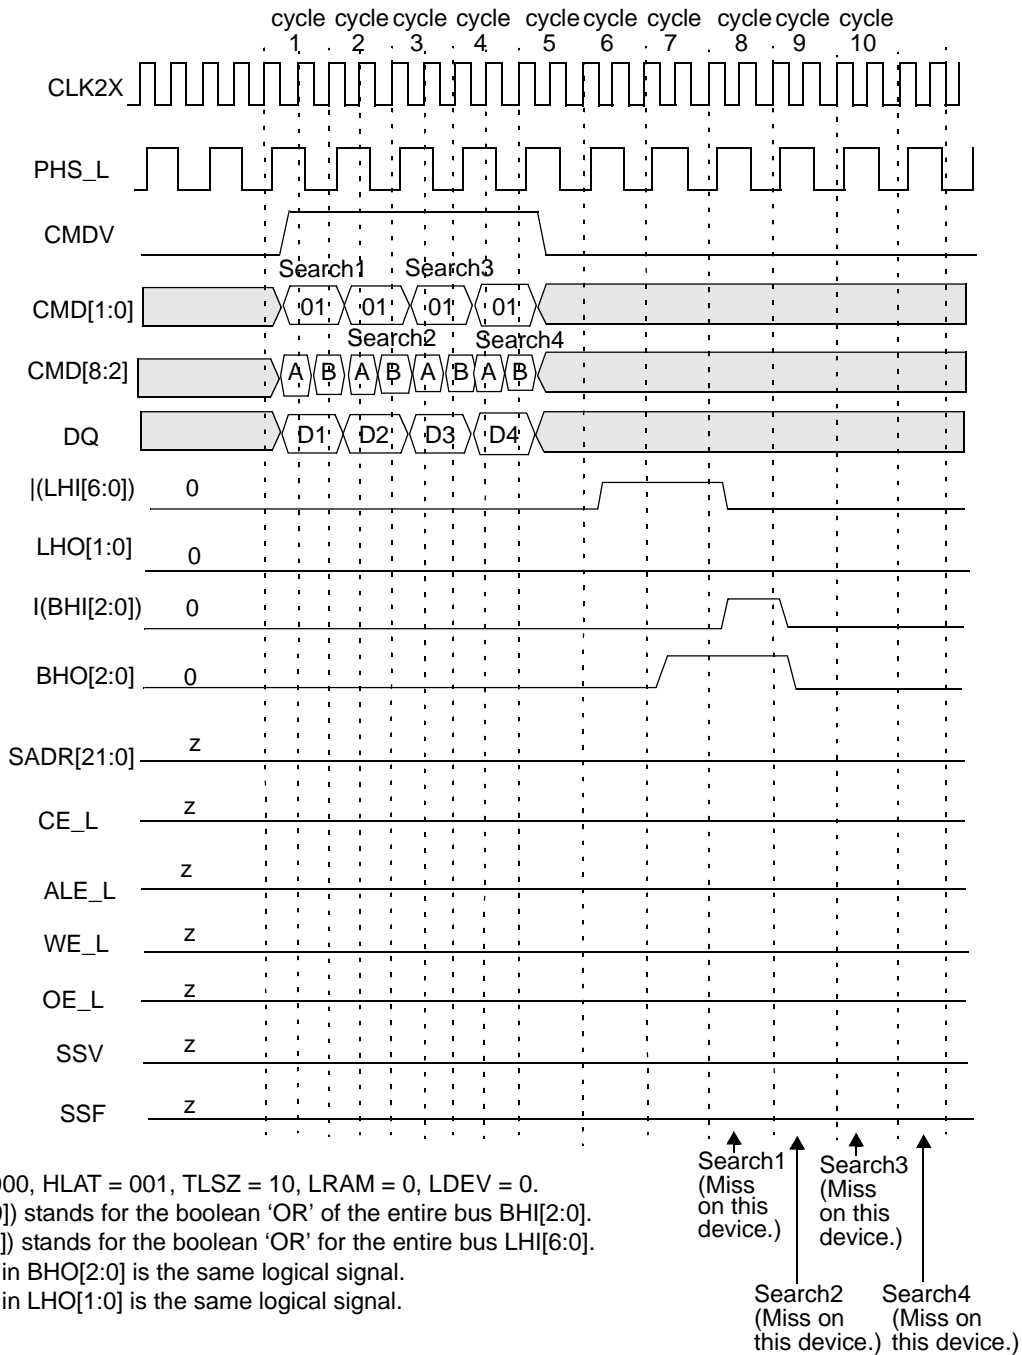 cycle cycle cycle cycle cycle cycle cycle cycle cycle cycle
1 2 3 4 5 6 7 8 9 10
CLK2X
PHS_L
CMDV
Search1 Search3
CMD[1:0] 01 01 01 01
Search2 Search4
CMD[8:2] A B A B A B A B
DQ D1 D2 D3 D4
|(LHI[6:0]) 0
LHO[1:0] 0
I(BHI[2:0]) 0
BHO[2:0] 0
SADR[21:0] z
CE_L z
ALE_L z
WE_L z
OE_L z
SSV z
SSF z
Search1
(Miss
on this
device.)
Search3
(Miss
on this
device.)
00, HLAT = 001, TLSZ = 10, LRAM = 0, LDEV = 0.
]) stands for the boolean ‘OR’ of the entire bus BHI[2:0].
]) stands for the boolean ‘OR’ for the entire bus LHI[6:0].
in BHO[2:0] is the same logical signal.
in LHO[1:0] is the same logical signal.
Search2
(Miss on
this device.)
Search4
(Miss on
this device.)